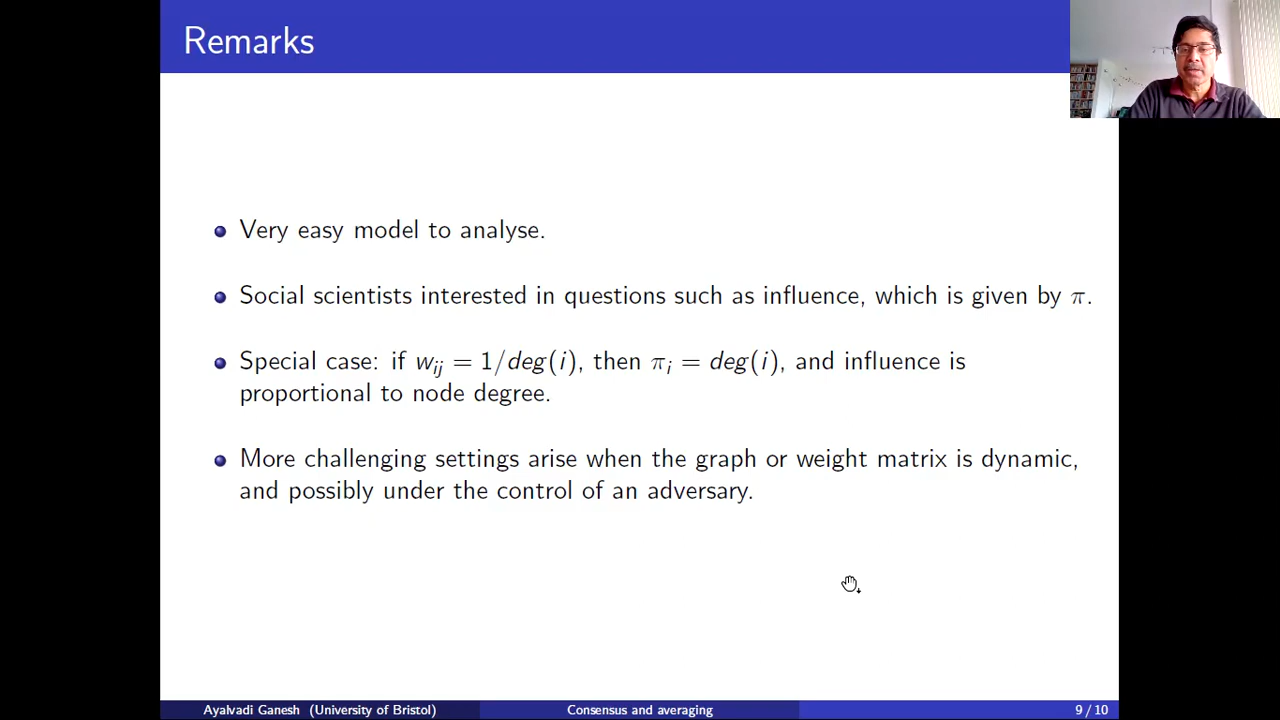 Remarks
Very easy model to analyse.
Social scientists interested in questions such as influence, which is given by π.
Special case: if wᵢⱼ = 1/deg(i), then πᵢ = deg(i), and influence is
proportional to node degree.
More challenging settings arise when the graph or weight matrix is dynamic,
and possibly under the control of an adversary.
Ayalvadi Ganesh (University of Bristol) Consensus and averaging 9 / 10